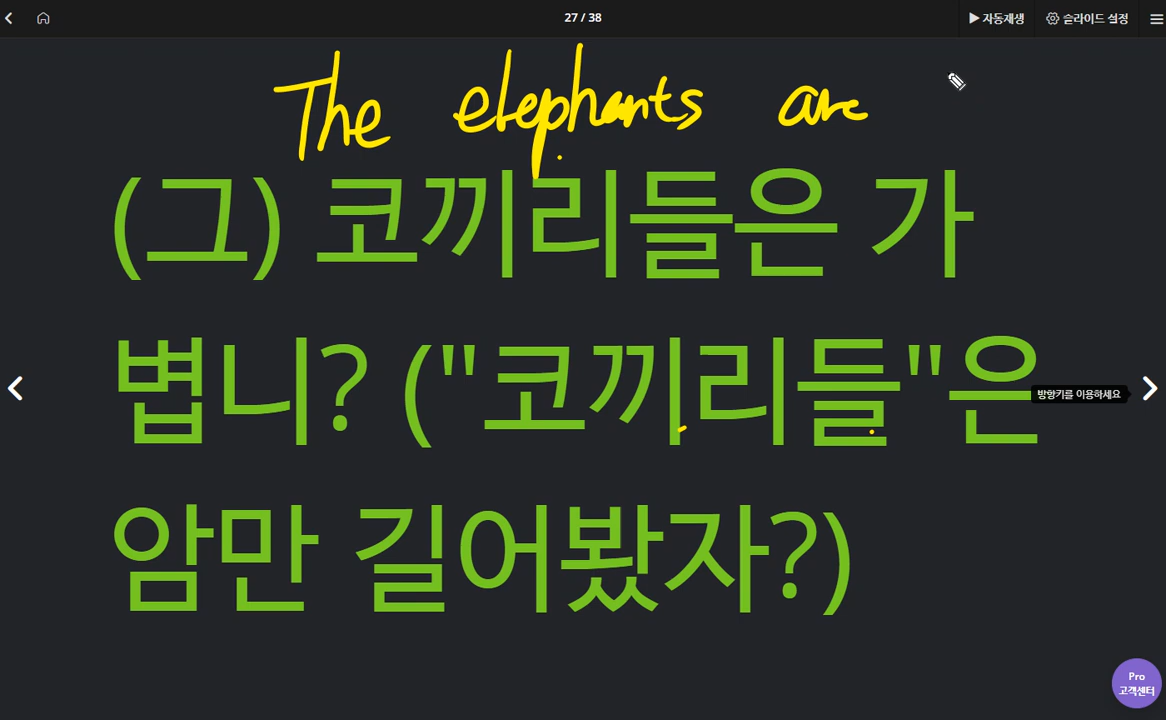 27 / 38
자동재생
슬라이드 설정
The elephants are
(그) 코끼리들은 가
볍니? ("코끼리들"은
방향키를 이용하세요
암만 길어봤자?)
Pro
고객센터